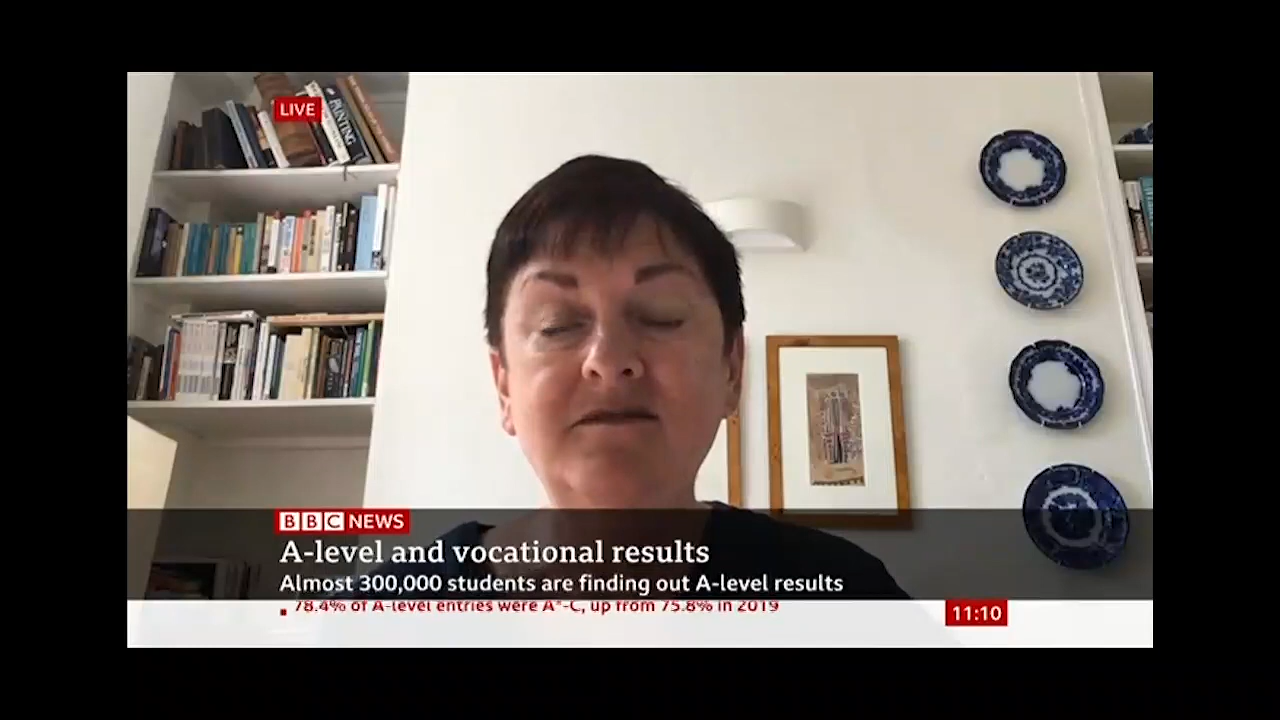 LIVE
PAINTING
BBC NEWS
A-level and vocational results
Almost 300,000 students are finding out A-level results
78.4% of A-level entries were A*-C, up from 75.8% in 2019
11:10